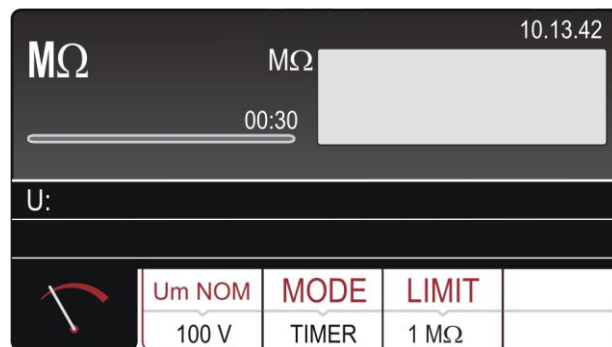 10.13.42
MΩ MΩ
00:30
U:
Um NOM MODE LIMIT
100 V TIMER 1 MΩ